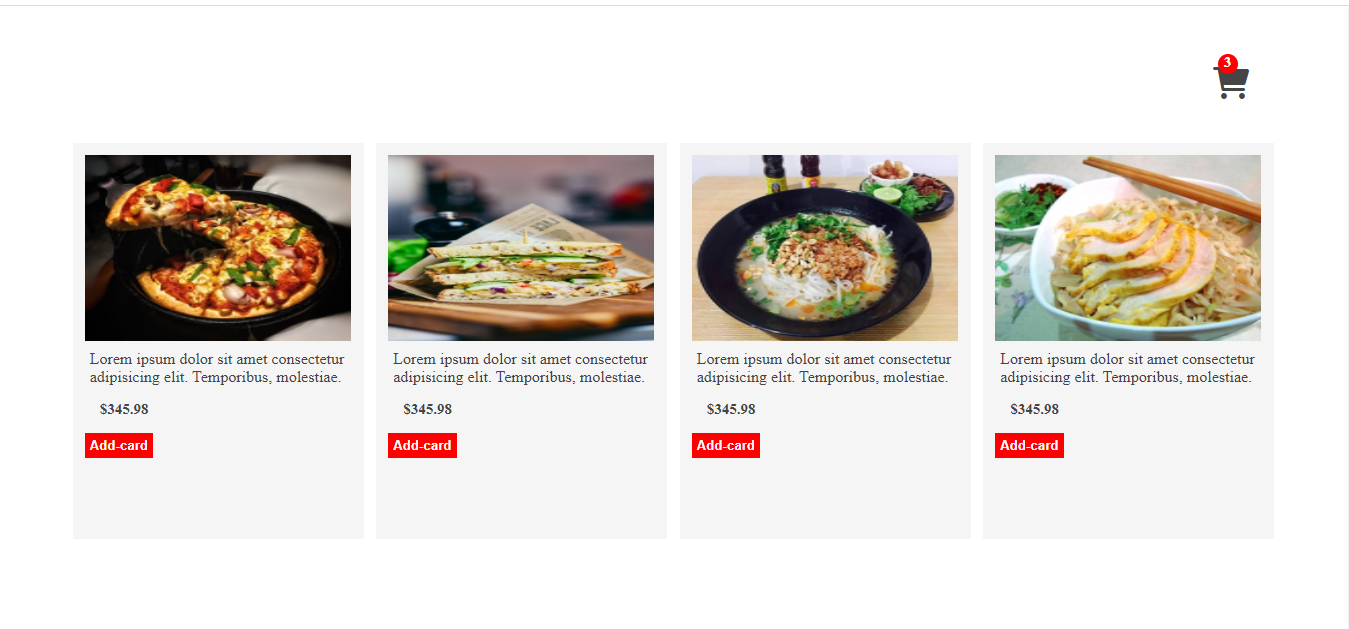 3
Lorem ipsum dolor sit amet consectetur
adipisicing elit. Temporibus, molestiae.
$345.98
Add-card
Lorem ipsum dolor sit amet consectetur
adipisicing elit. Temporibus, molestiae.
$345.98
Add-card
Lorem ipsum dolor sit amet consectetur
adipisicing elit. Temporibus, molestiae.
$345.98
Add-card
Lorem ipsum dolor sit amet consectetur
adipisicing elit. Temporibus, molestiae.
$345.98
Add-card